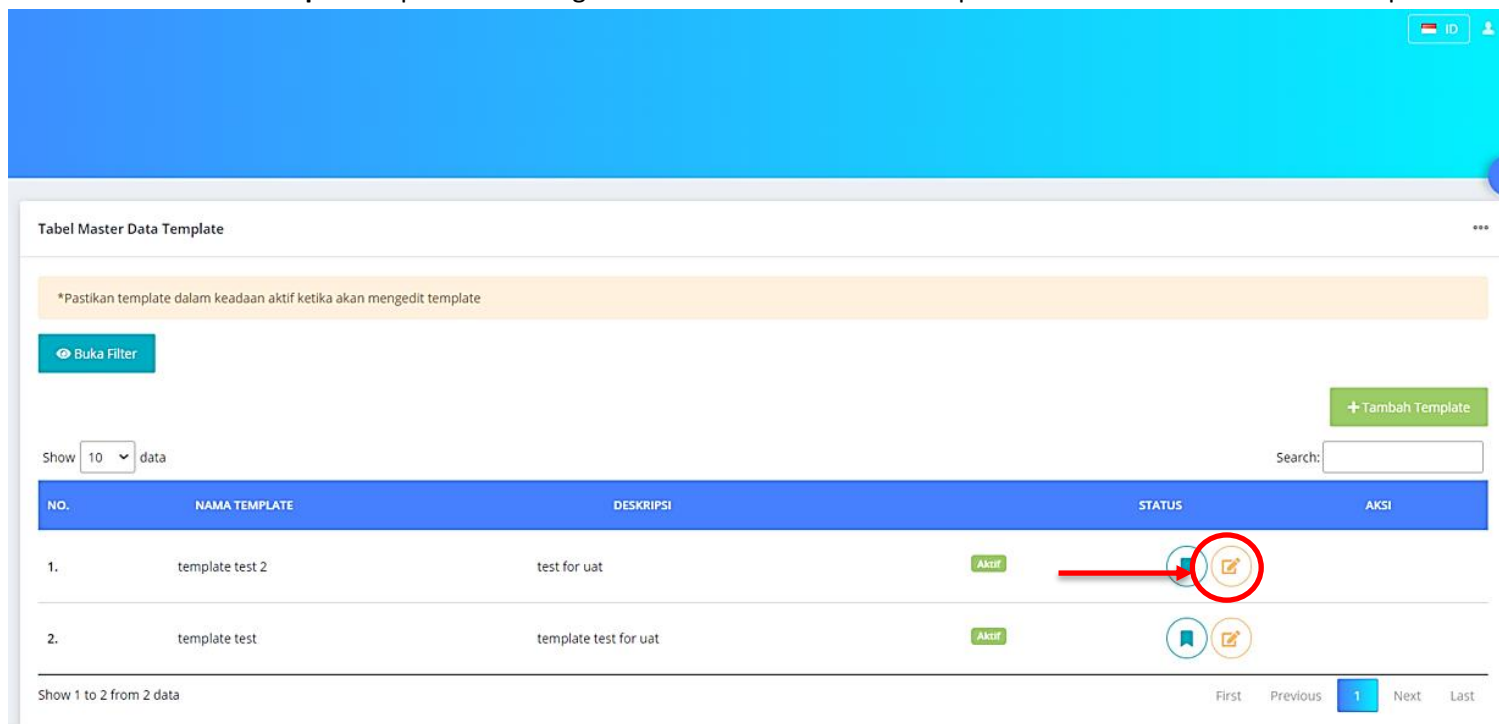 ID
Tabel Master Data Template
*Pastikan template dalam keadaan aktif ketika akan mengedit template
Buka Filter
+ Tambah Template
Show 10 data
Search:
NO. NAMA TEMPLATE DESKRIPSI STATUS AKSI
1. template test 2 test for uat Aktif
2. template test template test for uat Aktif
Show 1 to 2 from 2 data
First Previous 1 Next Last